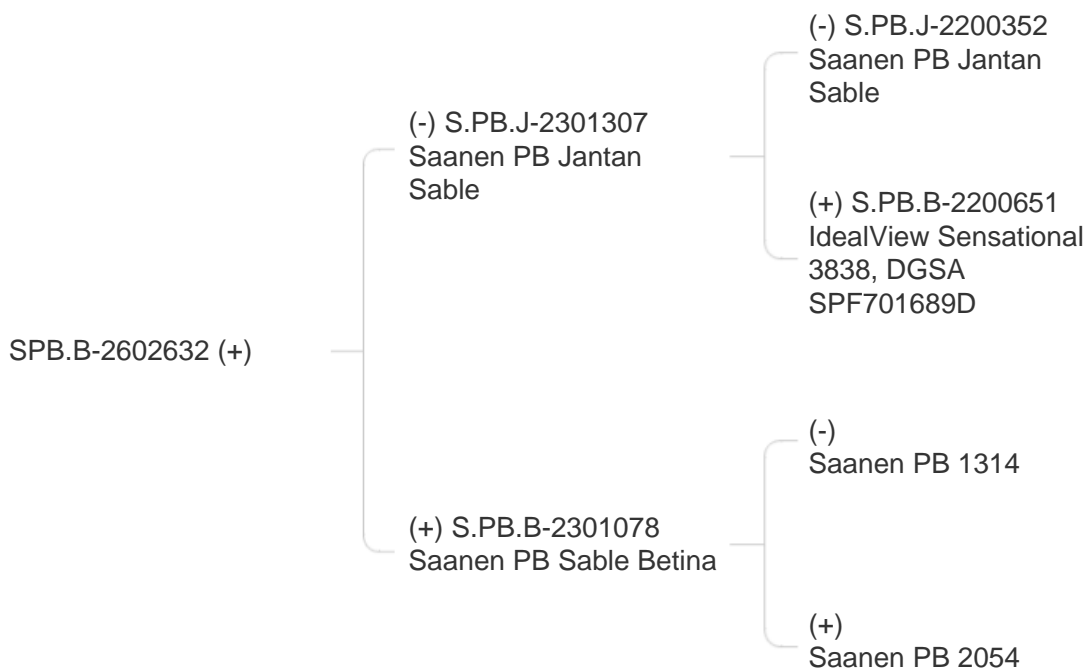 (-) S.PB.J-2200352
Saanen PB Jantan
Sable
(-) S.PB.J-2301307
Saanen PB Jantan
Sable
(+) S.PB.B-2200651
IdealView Sensational
3838, DGSA
SPF701689D
SPB.B-2602632 (+)
(-)
Saanen PB 1314
(+) S.PB.B-2301078
Saanen PB Sable Betina
(+)
Saanen PB 2054